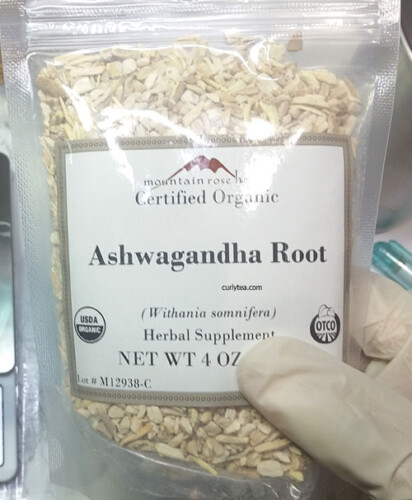 mountain rose h
Certified Organic
Ashwagandha Root
curlytea.com
(Withania somnifera)
USDA
ORGANIC
OTCO
Herbal Supplement
NET WT 4 OZ
Lot # M12938-C